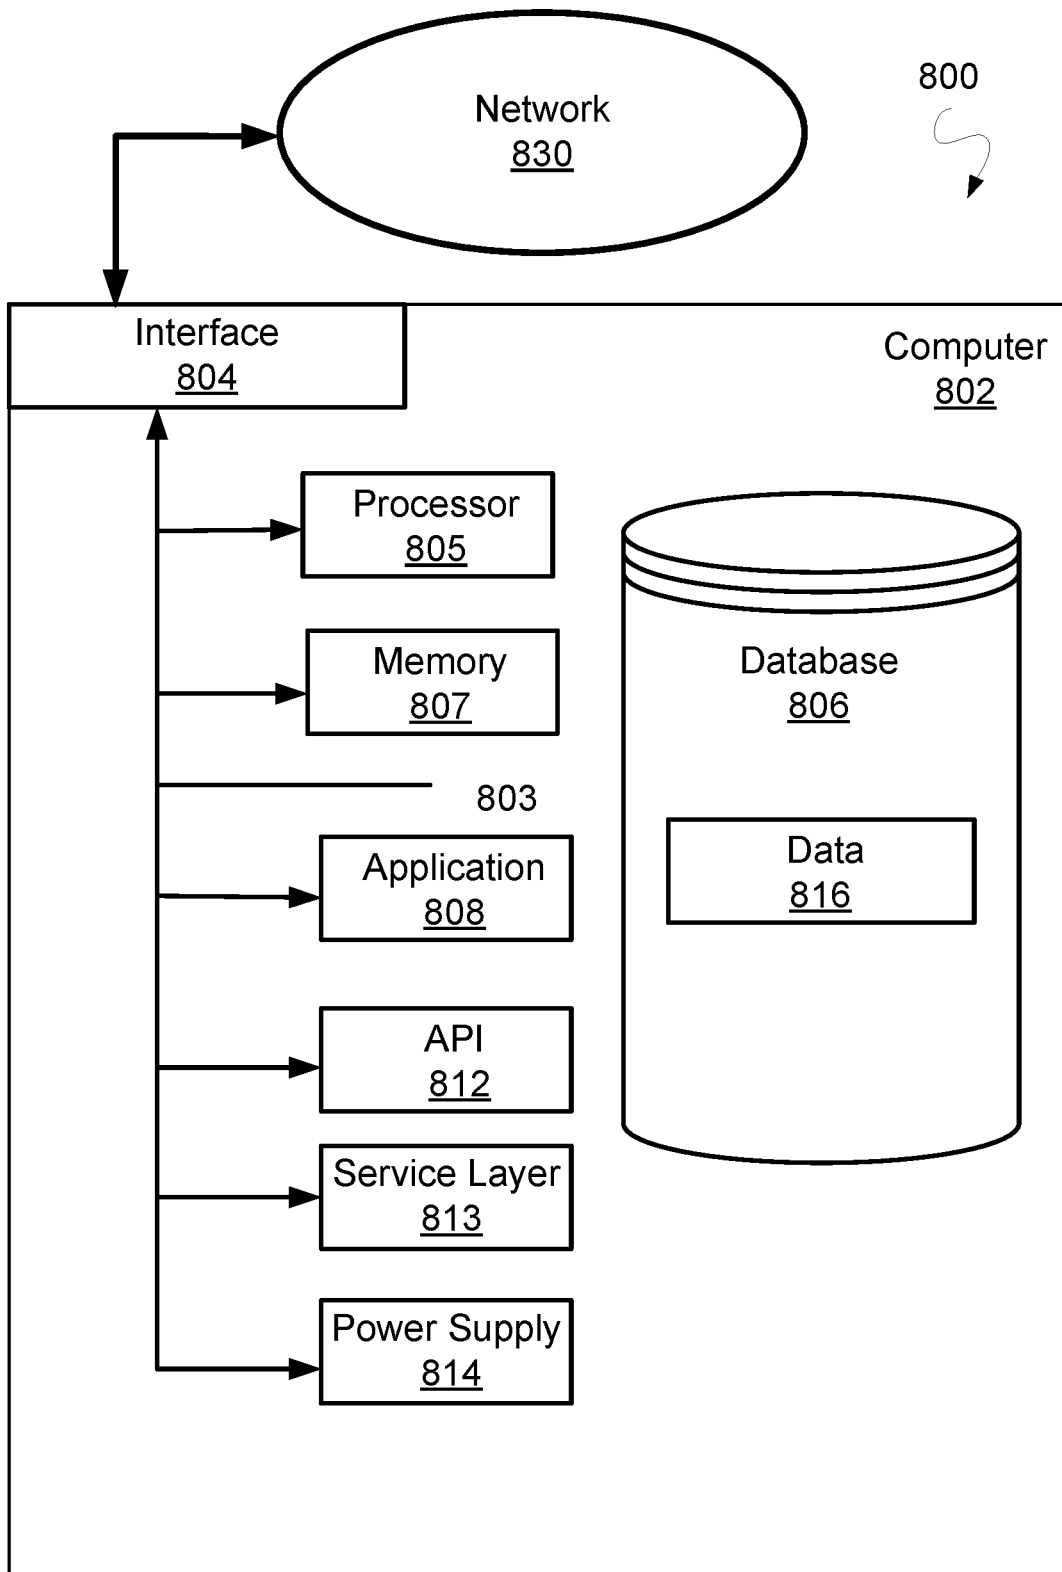 Network
830
800
Interface
804
Computer
802
Processor
805
Memory
807
Database
806
803
Application
808
Data
816
API
812
Service Layer
813
Power Supply
814